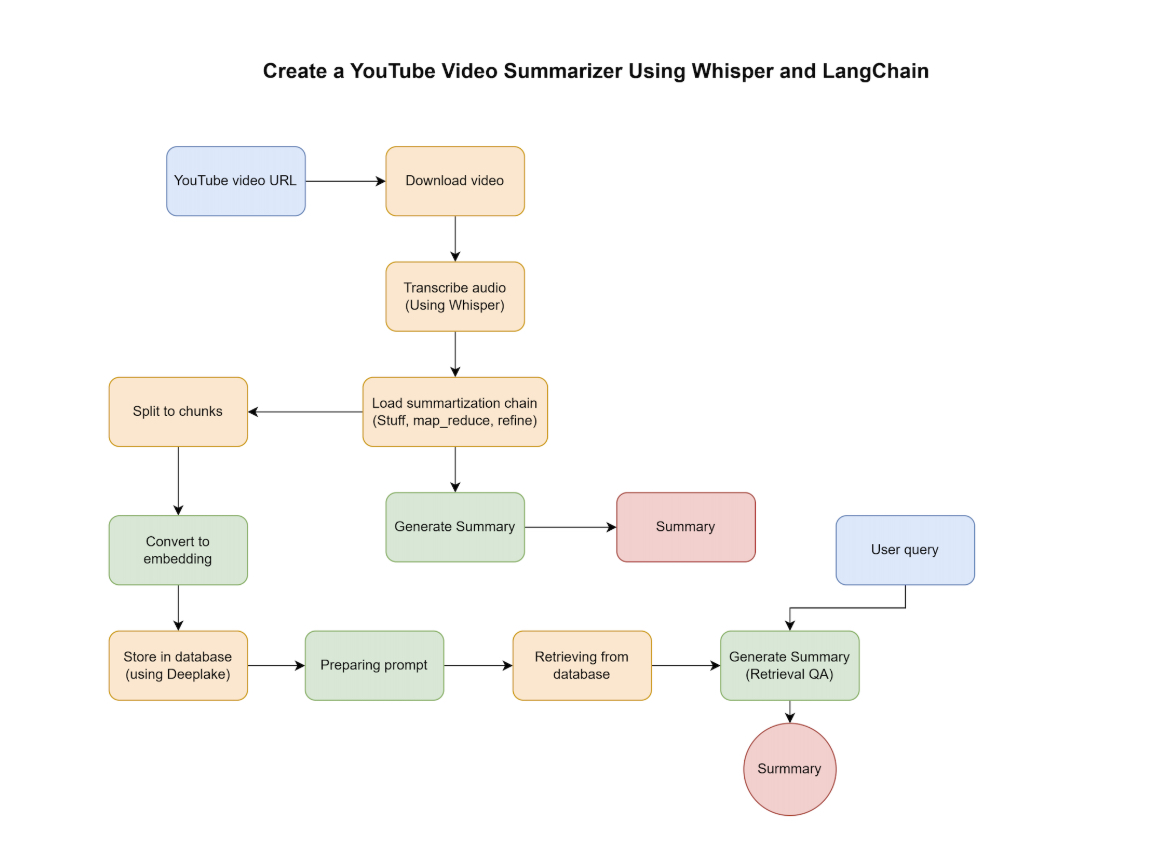 Create a YouTube Video Summarizer Using Whisper and LangChain
YouTube video URL
Download video
Transcribe audio
(Using Whisper)
Split to chunks
Load summartization chain
(Stuff, map_reduce, refine)
Generate Summary
Summary
Convert to
embedding
User query
Store in database
(using Deeplake)
Preparing prompt
Retrieving from
database
Generate Summary
(Retrieval QA)
Surmmary